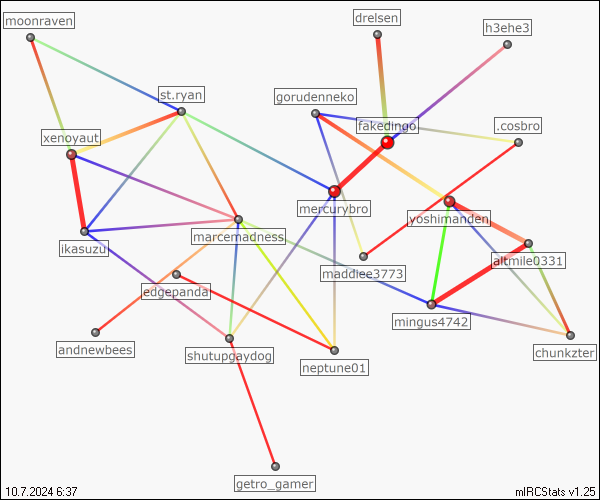 moonraven
drelsen
h3ehe3
st.ryan
gorudenneko
fakedingo
.cosbro
xenoyaut
mercurybro
yoshimanden
ikasuzu
marcemadness
maddiee3773
altmile0331
edgepanda
mingus4742
andnewbees
shutupgaydog
neptune01
chunkzter
getro_gamer
10.7.2024 6:37
mIRCStats v1.25